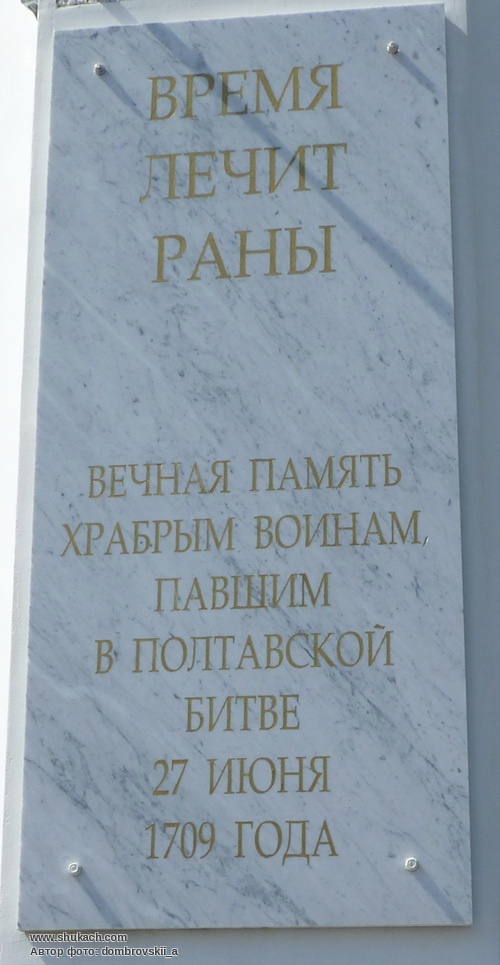 ВРЕМЯ
ЛЕЧИТ
РАНЫ
ВЕЧНАЯ ПАМЯТЬ
ХРАБРЫМ ВОИНАМ,
ПАВШИМ
В ПОЛТАВСКОЙ
БИТВЕ
27 ИЮНЯ
1709 ГОДА
www.shukach.com
Автор фото: dombrovskii_a